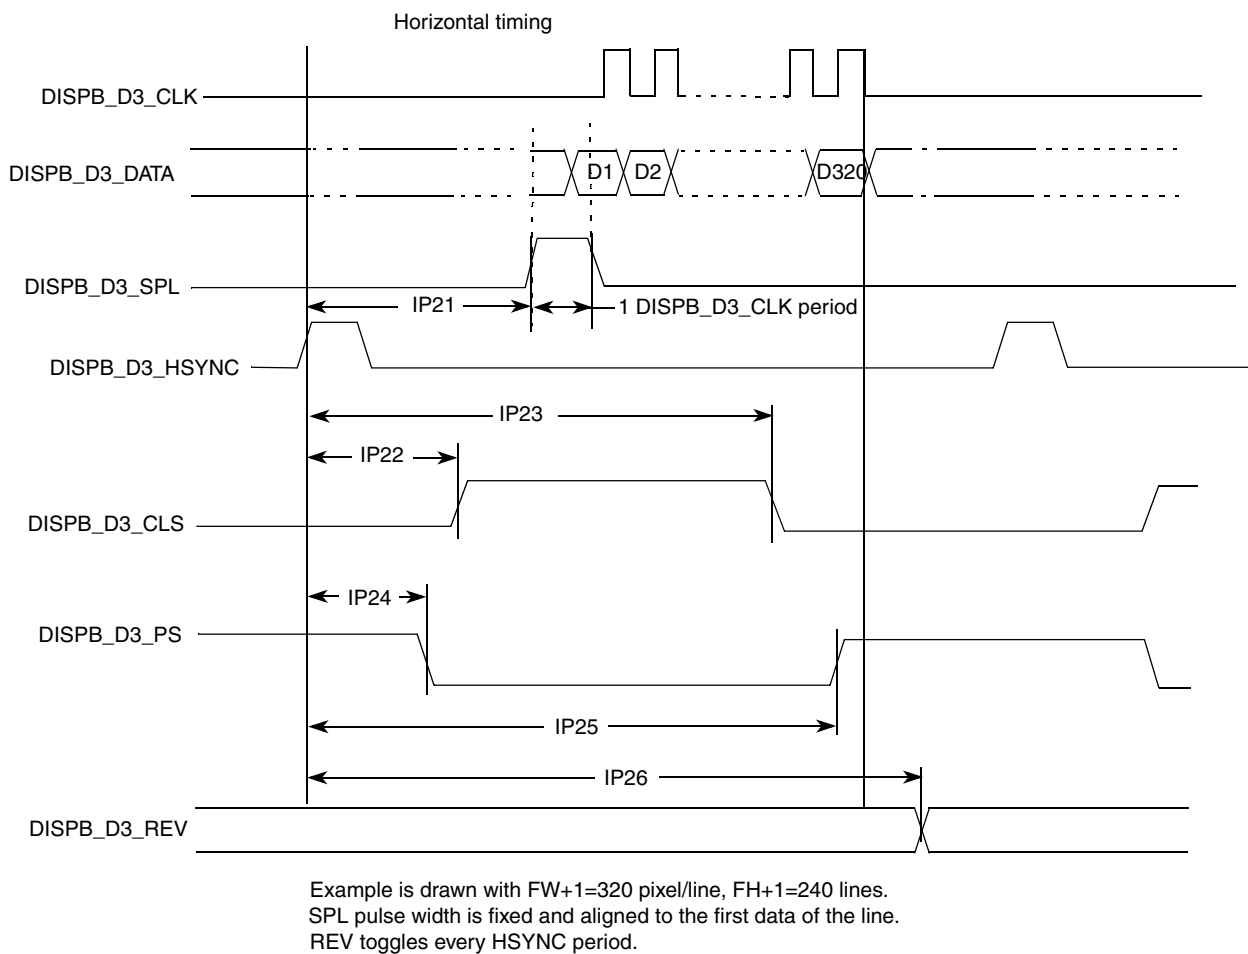 Horizontal timing
DISPB_D3_CLK
DISPB_D3_DATA
D1
D2
D320
DISPB_D3_SPL
IP21
1 DISPB_D3_CLK period
DISPB_D3_HSYNC
IP23
IP22
DISPB_D3_CLS
IP24
DISPB_D3_PS
IP25
IP26
DISPB_D3_REV
Example is drawn with FW+1=320 pixel/line, FH+1=240 lines.
SPL pulse width is fixed and aligned to the first data of the line.
REV toggles every HSYNC period.